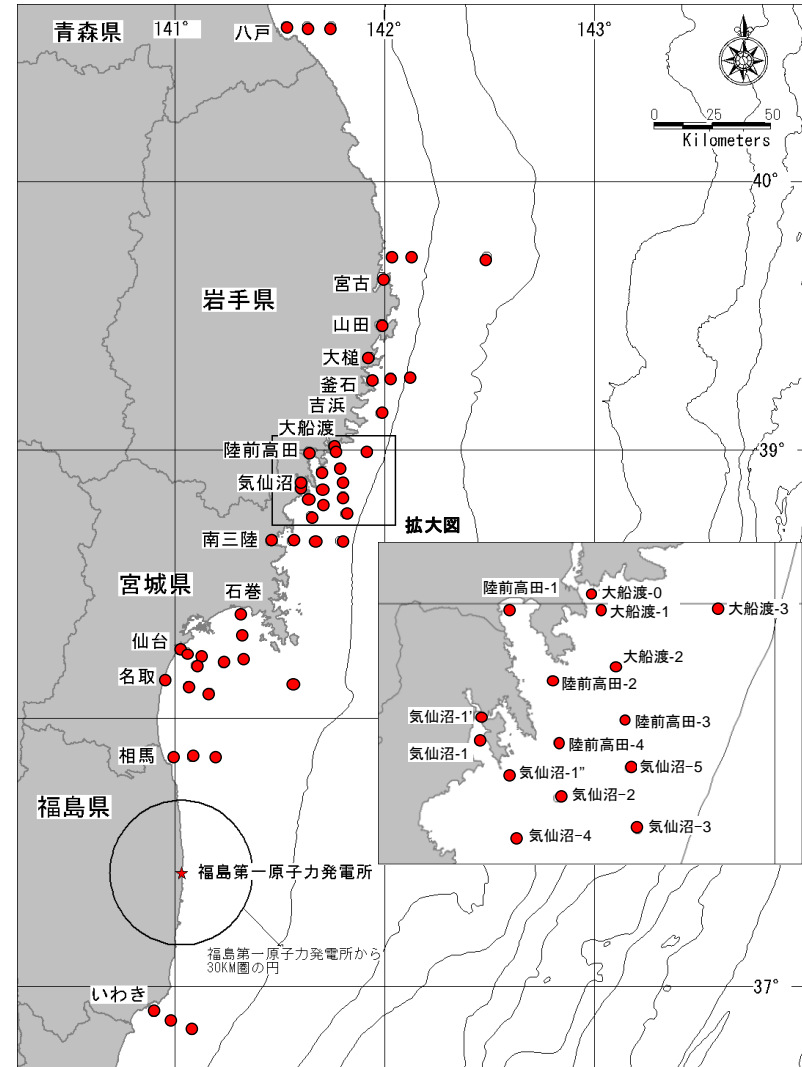 青森県
141°
八戸
142°
143°
0 25 50
Kilometers
40°
宮古
岩手県
山田
大槌
釜石
吉浜
大船渡
陸前高田
39°
気仙沼
拡大図
南三陸
宮城県
石巻
仙台
名取
相馬
福島県
福島第一原子力発電所
福島第一原子力発電所から
30KM圏の円
いわき
37°
陸前高田-1
大船渡-0
大船渡-1
大船渡-3
大船渡-2
陸前高田-2
気仙沼-1'
陸前高田-3
気仙沼-1
陸前高田-4
気仙沼-1”
気仙沼-5
気仙沼-2
気仙沼-4
気仙沼-3